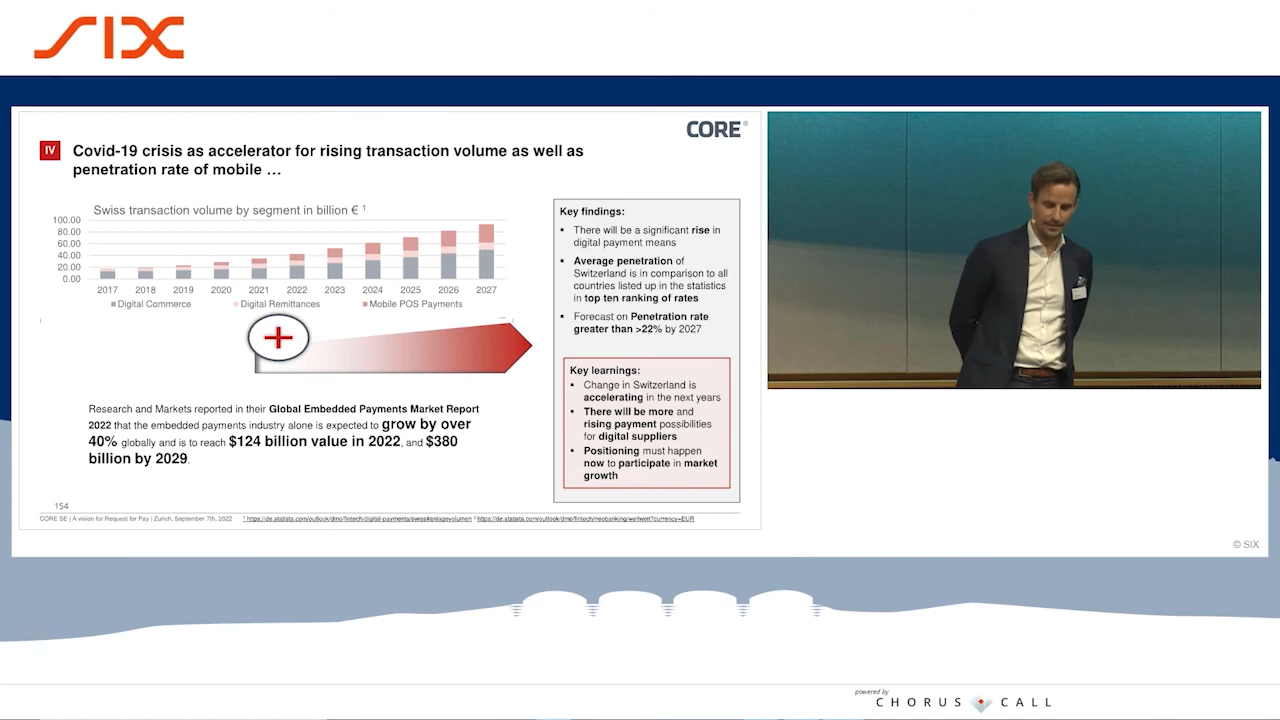 SIX
CORE®
IV
Covid-19 crisis as accelerator for rising transaction volume as well as
penetration rate of mobile …
Swiss transaction volume by segment in billion € 1
100.00
80.00
60.00
40.00
20.00
0.00
2017 2018 2019 2020 2021 2022 2023 2024 2025 2026 2027
Digital Commerce Digital Remittances Mobile POS Payments
Research and Markets reported in their Global Embedded Payments Market Report
2022 that the embedded payments industry alone is expected to grow by over
40% globally and is to reach $124 billion value in 2022, and $380
billion by 2029.
Key findings:
▪ There will be a significant rise in
digital payment means
▪ Average penetration of
Switzerland is in comparison to all
countries listed up in the statistics
in top ten ranking of rates
▪ Forecast on Penetration rate
greater than >22% by 2027
Key learnings:
▪ Change in Switzerland is
accelerating in the next years
▪ There will be more and
rising payment possibilities
for digital suppliers
▪ Positioning must happen
now to participate in market
growth
154
CORE SE | A vision for Request for Pay | Zurich, September 7th, 2022 1 https://de.statista.com/outlook/dmo/fintech/digital-payments/swiss#anlagevolumen 2 https://de.statista.com/outlook/dmo/fintech/neobanking/weltweit?currency=EUR
© SIX
powered by
CHORUS CALL